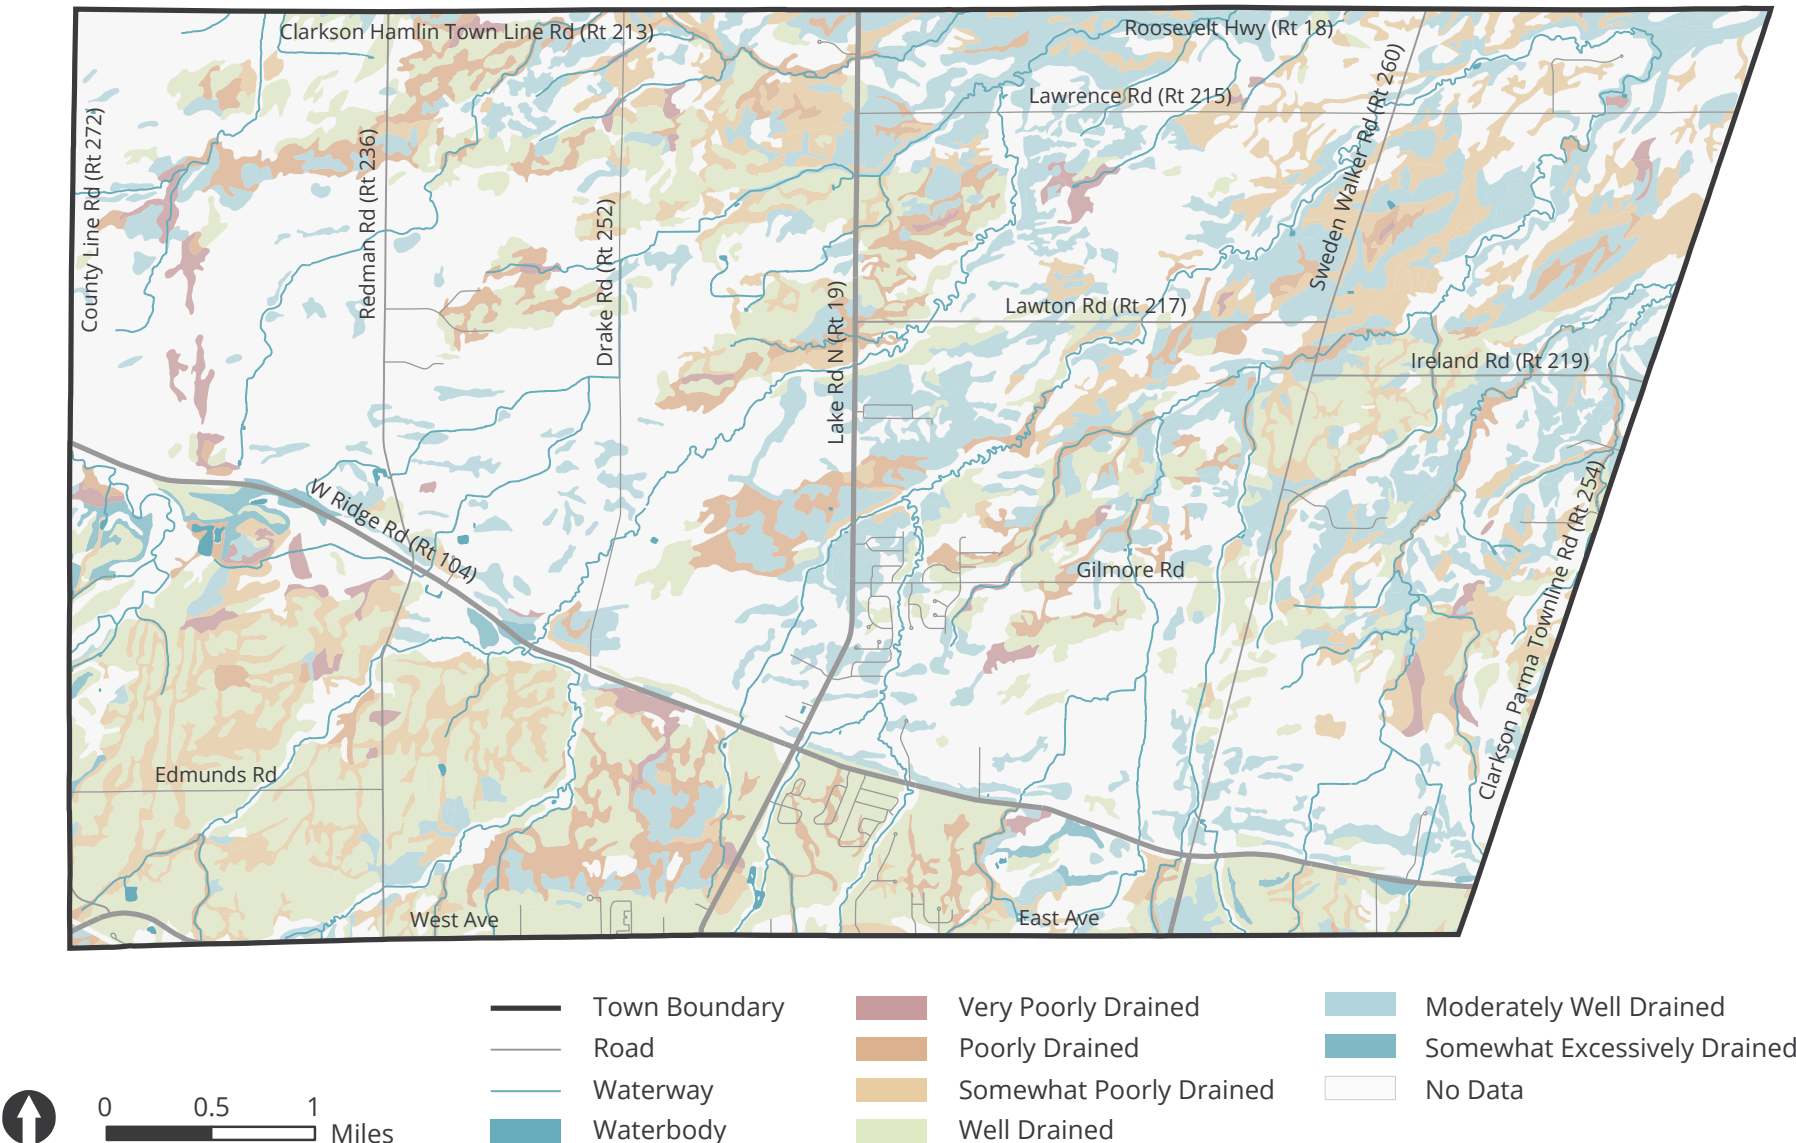 Clarkson Hamlin Town Line Rd (Rt 213)
Roosevelt Hwy (Rt 18)
Lawrence Rd (Rt 215)
County Line Rd (Rt 272)
Redman Rd (Rt 236)
Drake Rd (Rt 252)
Lake Rd N (Rt 19)
Sweden Walker Rd (Rt 260)
Lawton Rd (Rt 217)
Ireland Rd (Rt 219)
W Ridge Rd (Rt 104)
Gilmore Rd
Clarkson Parma Townline Rd (Rt 254)
Edmunds Rd
West Ave
East Ave
Town Boundary
Road
Waterway
Waterbody
Very Poorly Drained
Poorly Drained
Somewhat Poorly Drained
Well Drained
Moderately Well Drained
Somewhat Excessively Drained
No Data
0 0.5 1
Miles